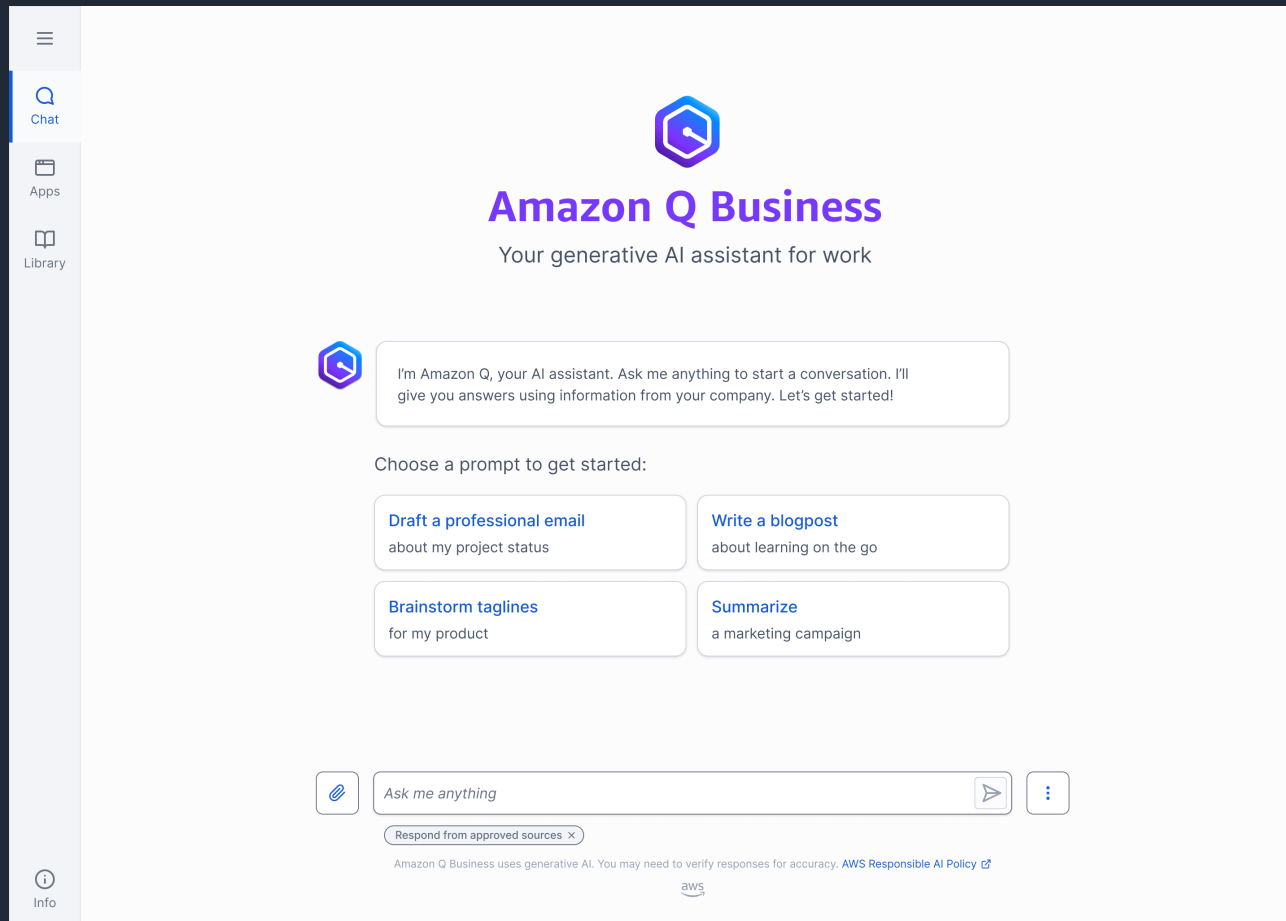 Chat
Apps
Library
Info
Amazon Q Business
Your generative AI assistant for work
I'm Amazon Q, your AI assistant. Ask me anything to start a conversation. I'll
give you answers using information from your company. Let's get started!
Choose a prompt to get started:
Draft a professional email
about my project status
Write a blogpost
about learning on the go
Brainstorm taglines
for my product
Summarize
a marketing campaign
Ask me anything
Respond from approved sources ×
Amazon Q Business uses generative AI. You may need to verify responses for accuracy. AWS Responsible AI Policy
aws